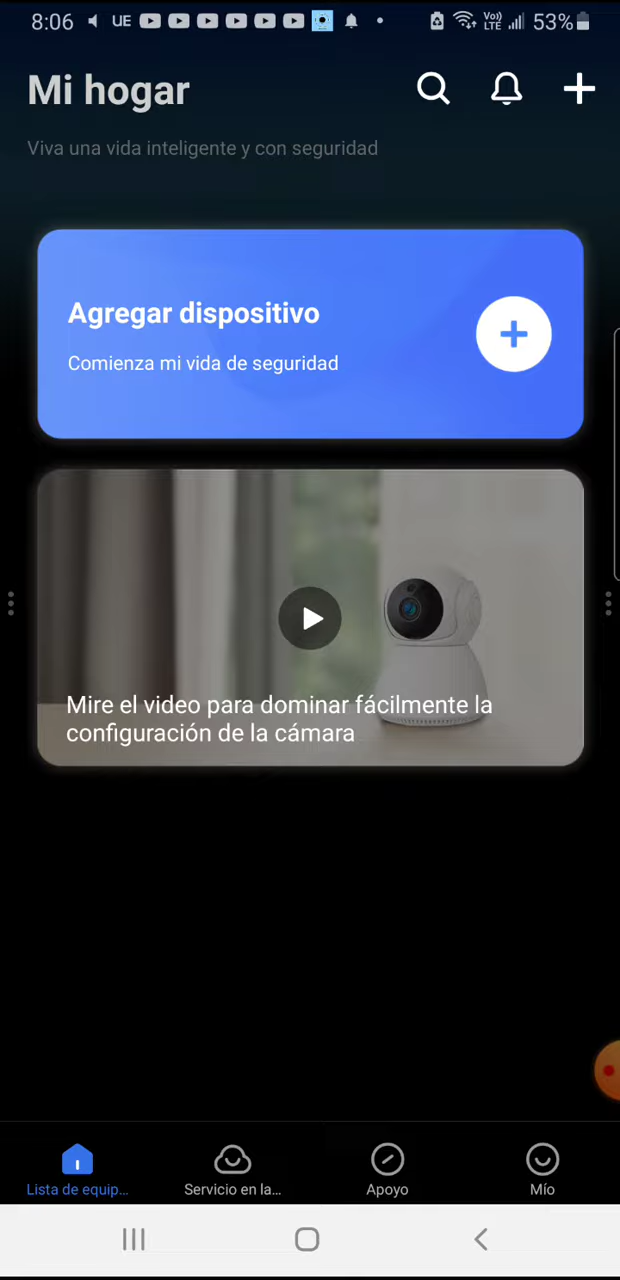 8:06 UE Vo)) LTE 53%
Mi hogar
Viva una vida inteligente y con seguridad
Agregar dispositivo
Comienza mi vida de seguridad
Mire el video para dominar fácilmente la
configuración de la cámara
Lista de equip... Servicio en la... Apoyo Mío